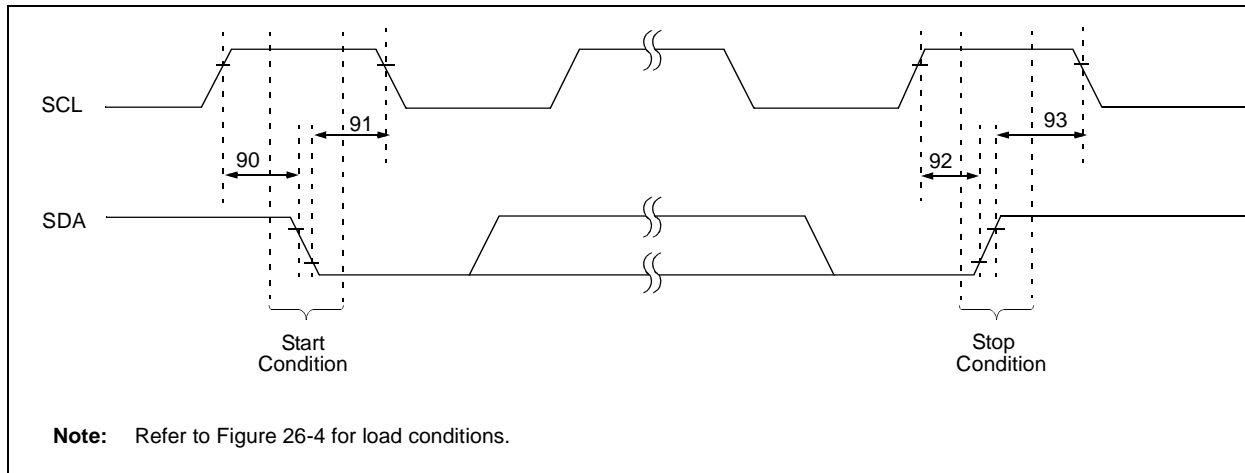 SCL
91
93
90
92
SDA
Start
Condition
Stop
Condition
Note: Refer to Figure 26-4 for load conditions.